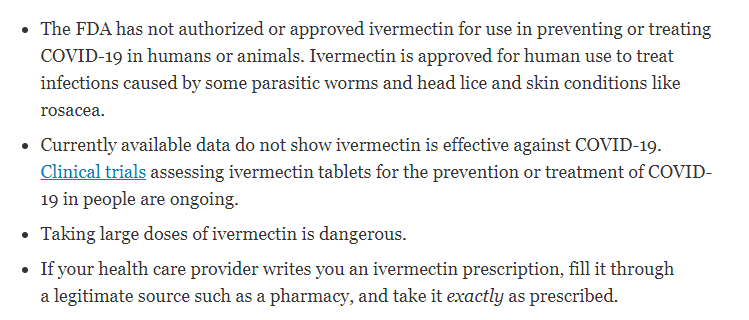 • The FDA has not authorized or approved ivermectin for use in preventing or treating
COVID-19 in humans or animals. Ivermectin is approved for human use to treat
infections caused by some parasitic worms and head lice and skin conditions like
rosacea.
• Currently available data do not show ivermectin is effective against COVID-19.
Clinical trials assessing ivermectin tablets for the prevention or treatment of COVID-
19 in people are ongoing.
• Taking large doses of ivermectin is dangerous.
• If your health care provider writes you an ivermectin prescription, fill it through
a legitimate source such as a pharmacy, and take it exactly as prescribed.